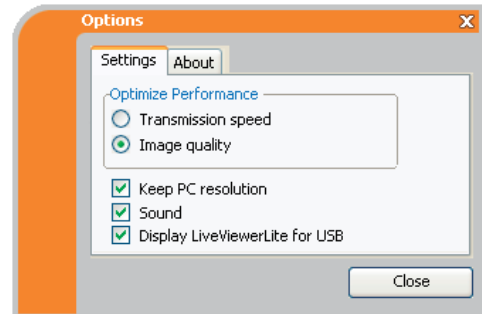 Options
X
Settings About
Optimize Performance
Transmission speed
Image quality
Keep PC resolution
Sound
Display LiveViewerLite for USB
Close